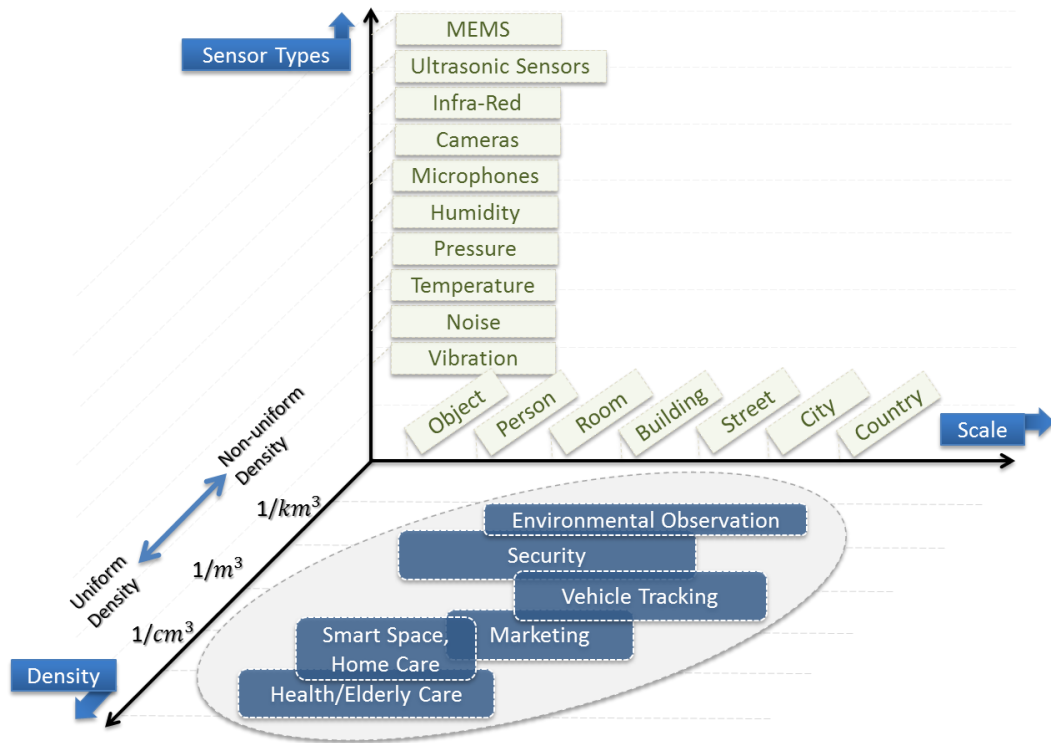 Sensor Types
MEMS
Ultrasonic Sensors
Infra-Red
Cameras
Microphones
Humidity
Pressure
Temperature
Noise
Vibration
Object
Person
Room
Building
Street
City
Country
Scale
Non-uniform
Density
Uniform
Density
1/km³
1/m³
1/cm³
Density
Environmental Observation
Security
Vehicle Tracking
Marketing
Smart Space,
Home Care
Health/Elderly Care